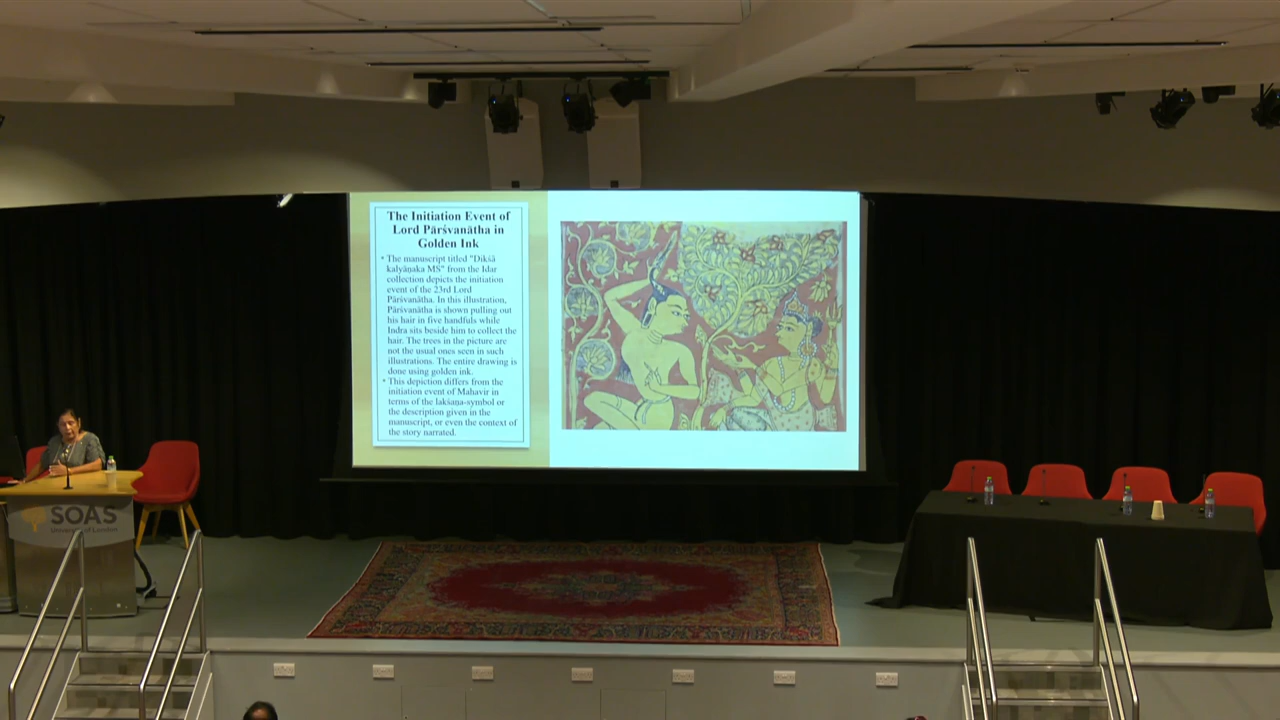 The Initiation Event of
Lord Pārśvanātha in
Golden Ink
• The manuscript titled "Dīkśā
kalyāṇaka MS" from the Idar
collection depicts the initiation
event of the 23rd Lord
Pārśvanātha. In this illustration,
Pārśvanātha is shown pulling out
his hair in five handfuls while
Indra sits beside him to collect the
hair. The trees in the picture are
not the usual ones seen in such
illustrations. The entire drawing is
done using golden ink.
• This depiction differs from the
initiation event of Mahavir in
terms of the lakśaṇa-symbol or
the description given in the
manuscript, or even the context of
the story narrated.
SOAS
University of London